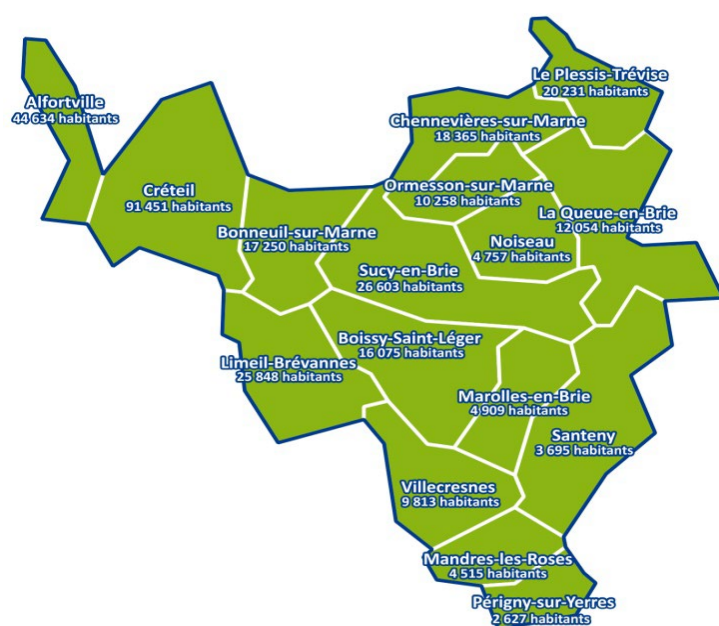 Le Plessis-Trévise
20 231 habitants
Alfortville
44 634 habitants
Chennevières-sur-Marne
18 365 habitants
Créteil
91 451 habitants
Ormesson-sur-Marne
10 258 habitants
La Queue-en-Brie
12 054 habitants
Bonneuil-sur-Marne
17 250 habitants
Noiseau
4 757 habitants
Sucy-en-Brie
26 603 habitants
Boissy-Saint-Léger
16 075 habitants
Limeil-Brévannes
25 848 habitants
Marolles-en-Brie
4 909 habitants
Santeny
3 695 habitants
Villecresnes
9 813 habitants
Mandres-les-Roses
4 515 habitants
Périgny-sur-Yerres
2 627 habitants